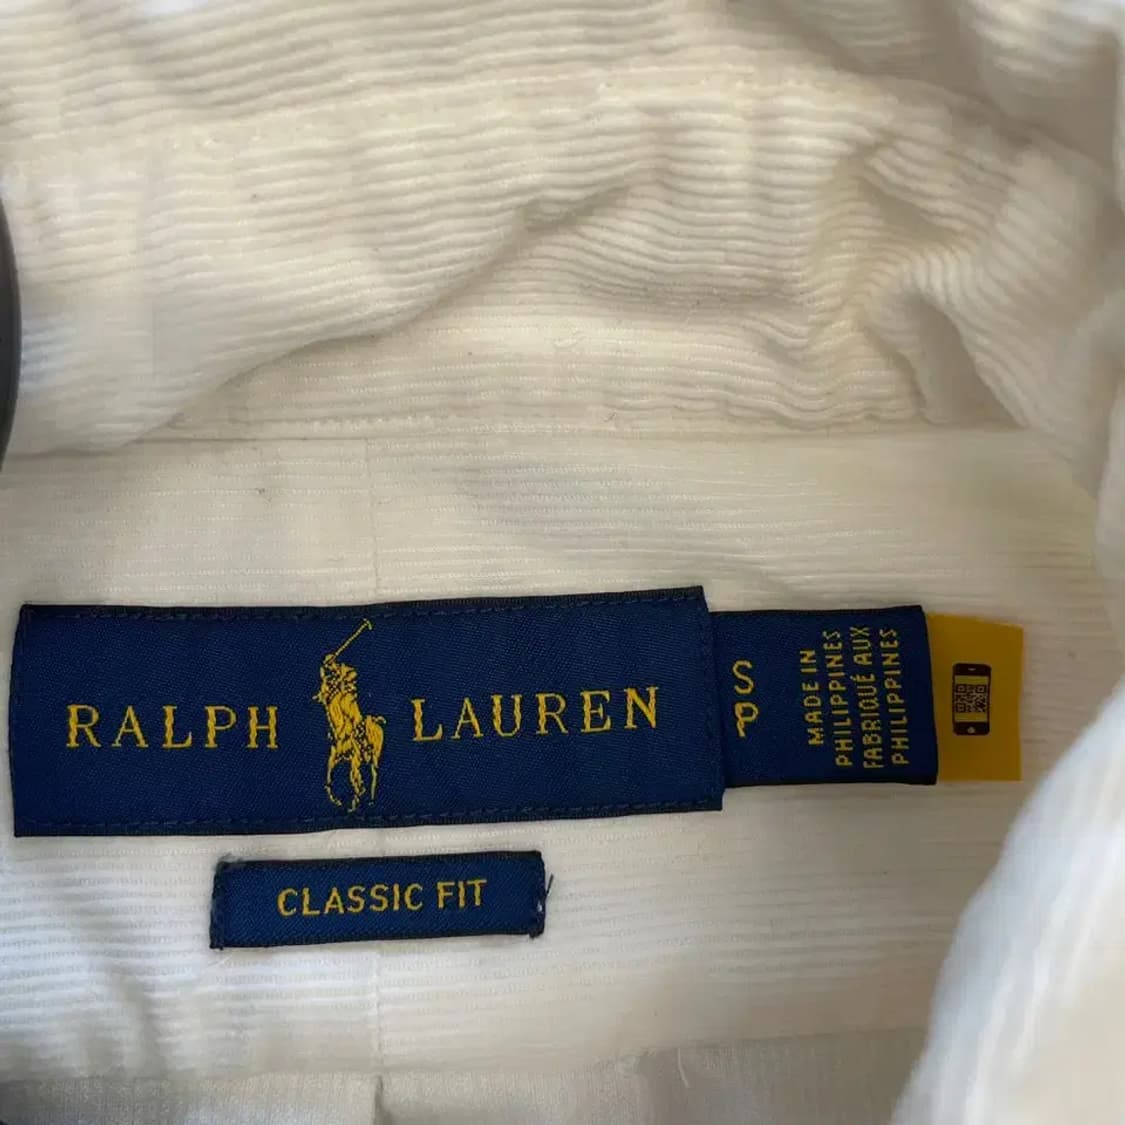 RALPH LAUREN
S
P
MADE IN
PHILIPPINES
FABRIQUÉ AUX
PHILIPPINES
CLASSIC FIT